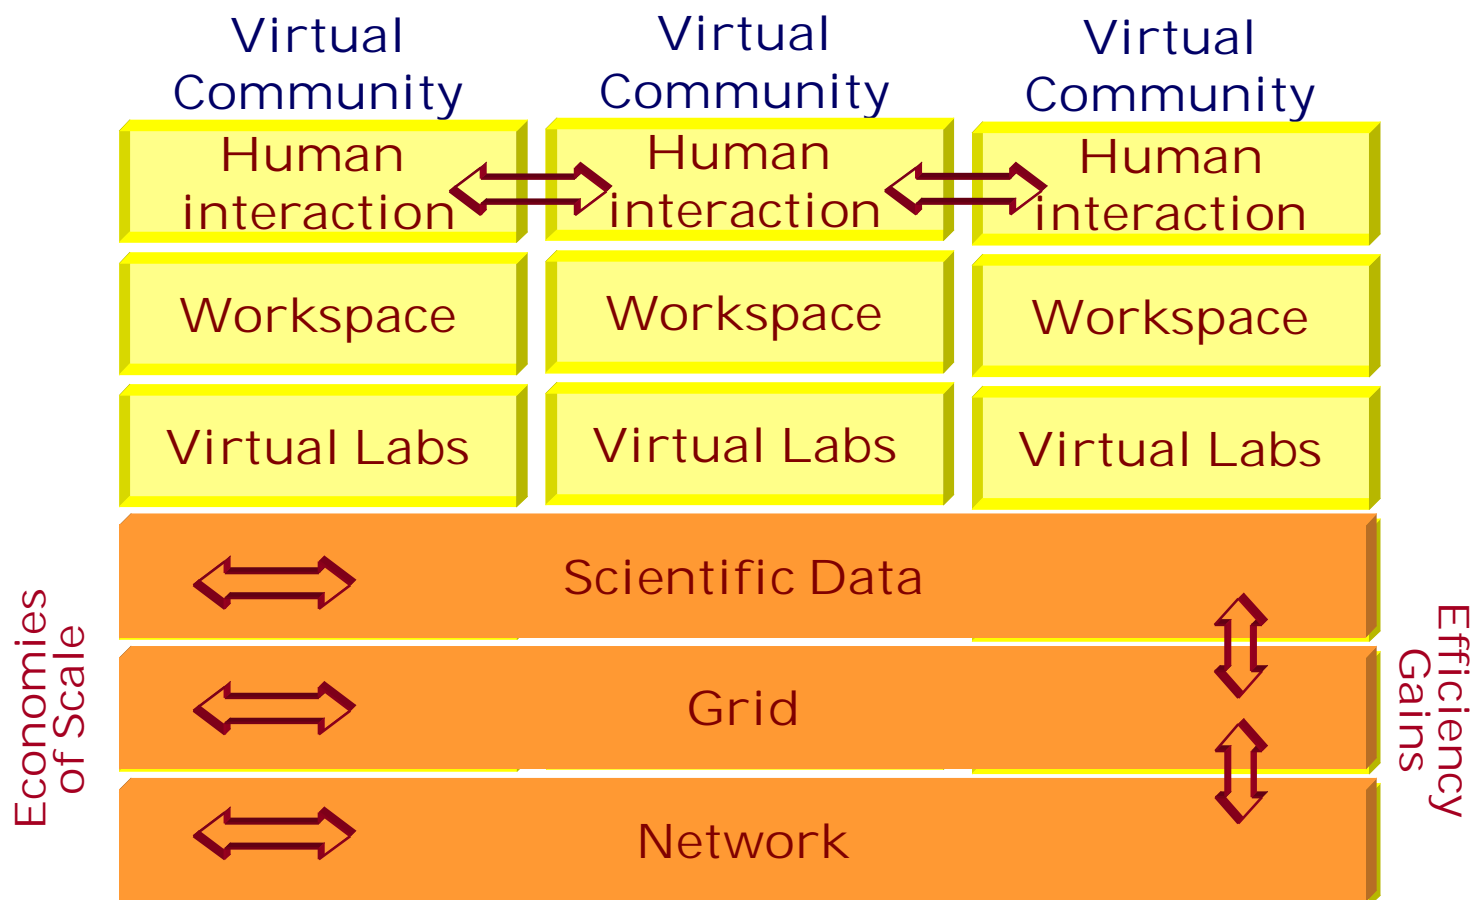 Virtual
Community
Virtual
Community
Virtual
Community
Human
interaction
Human
interaction
Human
interaction
Workspace
Workspace
Workspace
Virtual Labs
Virtual Labs
Virtual Labs
Scientific Data
Grid
Network
Economies
of Scale
Efficiency
Gains